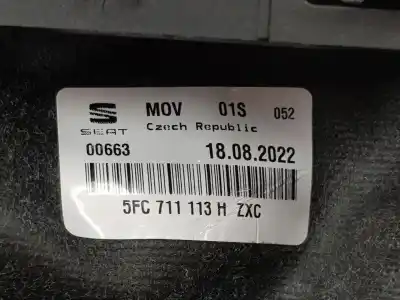 MOV 01S 052
SEAT Czech Republic
00663 18.08.2022
5FC 711 113 H ZXC